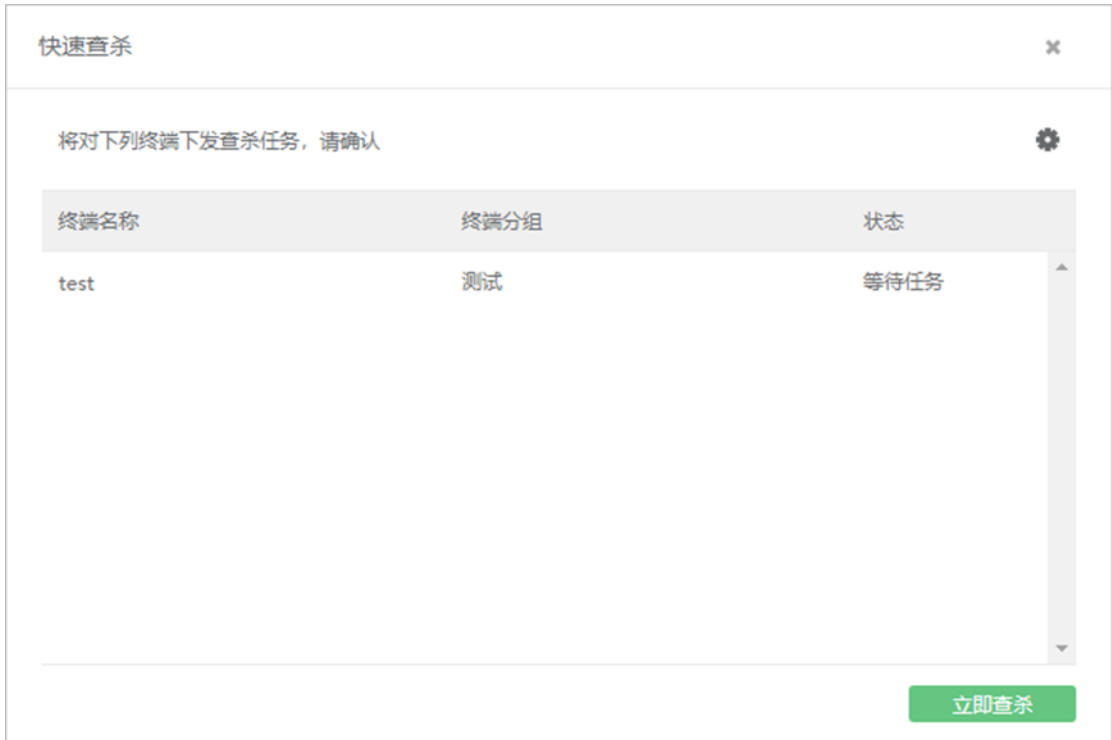 快速查杀
将对下列终端下发查杀任务，请确认
终端名称 终端分组 状态
test 测试 等待任务
立即查杀